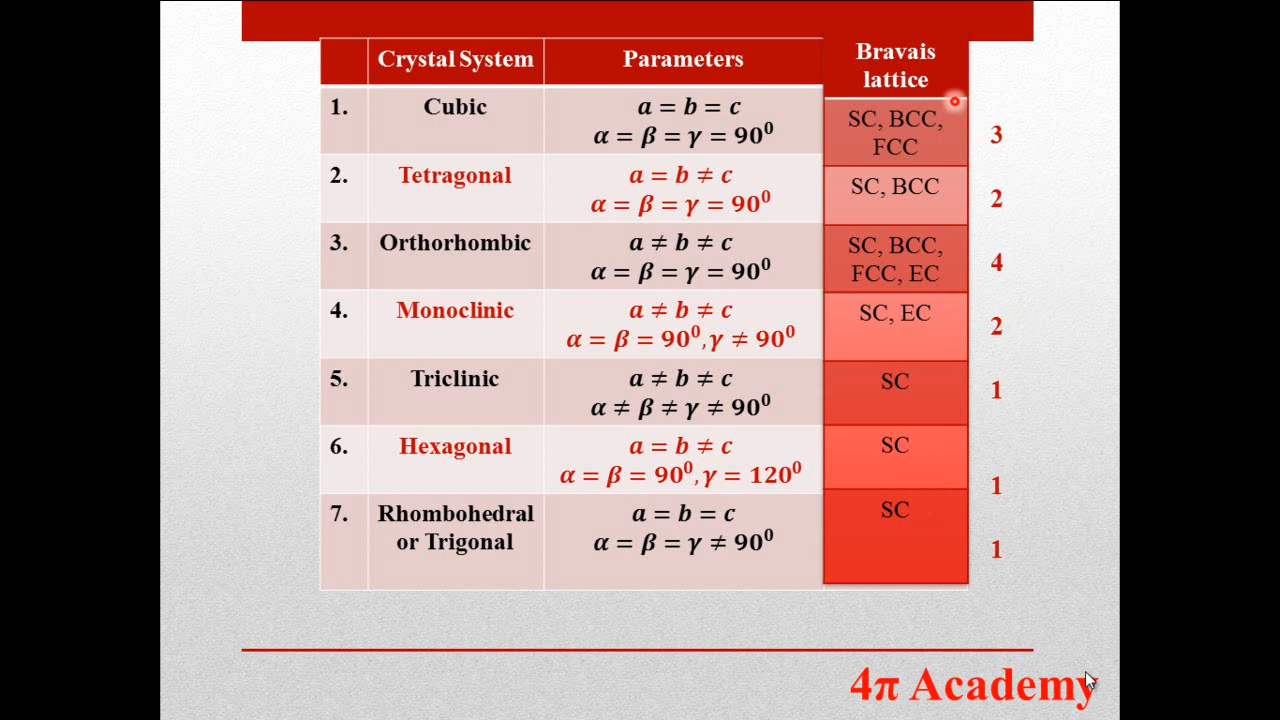 Crystal System Parameters Bravais lattice
1. Cubic a = b = c SC, BCC,
α = β = γ = 90⁰ FCC 3
2. Tetragonal a = b ≠ c SC, BCC 2
α = β = γ = 90⁰
3. Orthorhombic a ≠ b ≠ c SC, BCC,
α = β = γ = 90⁰ FCC, EC 4
4. Monoclinic a ≠ b ≠ c SC, EC 2
α = β = 90⁰, γ ≠ 90⁰
5. Triclinic a ≠ b ≠ c SC 1
α ≠ β ≠ γ ≠ 90⁰
6. Hexagonal a = b ≠ c SC
α = β = 90⁰, γ = 120⁰ 1
7. Rhombohedral a = b = c SC
or Trigonal α = β = γ ≠ 90⁰ 1
4π Academy